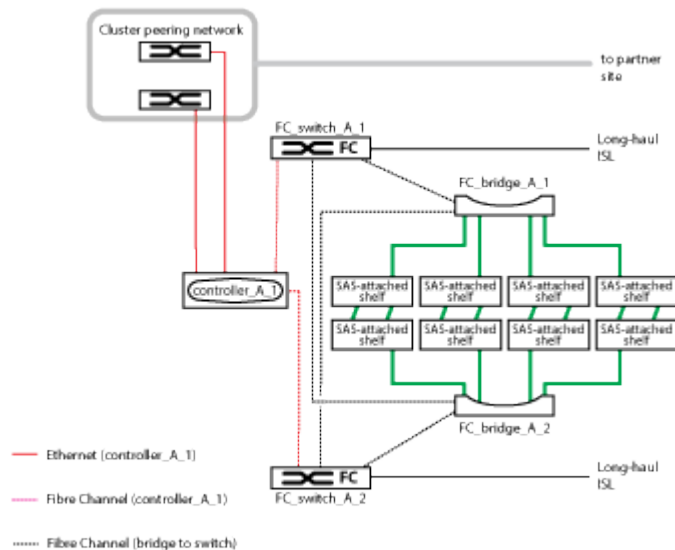 Cluster peering network
to partner
site
FC_switch_A_1
FC
Long-haul
ISL
FC_bridge_A_1
controller_A_1
SAS-attached
shelf
SAS-attached
shelf
SAS-attached
shelf
SAS-attached
shelf
SAS-attached
shelf
SAS-attached
shelf
SAS-attached
shelf
SAS-attached
shelf
FC_bridge_A_2
Ethernet (controller_A_1)
FC
FC_switch_A_2
Long-haul
ISL
Fibre Channel (controller_A_1)
Fibre Channel (bridge to switch)